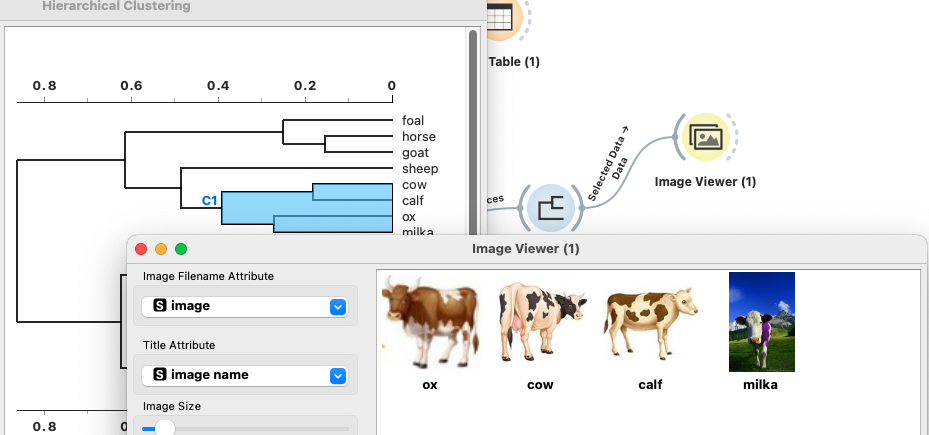 Hierarchical Clustering
0.8 0.6 0.4 0.2 0
foal
horse
goat
sheep
cow
C1
calf
ox
milka
0.8
Table (1)
Selected Data → Data
Image Viewer (1)
ces
Image Viewer (1)
Image Filename Attribute
S image
Title Attribute
S image name
Image Size
ox cow calf milka